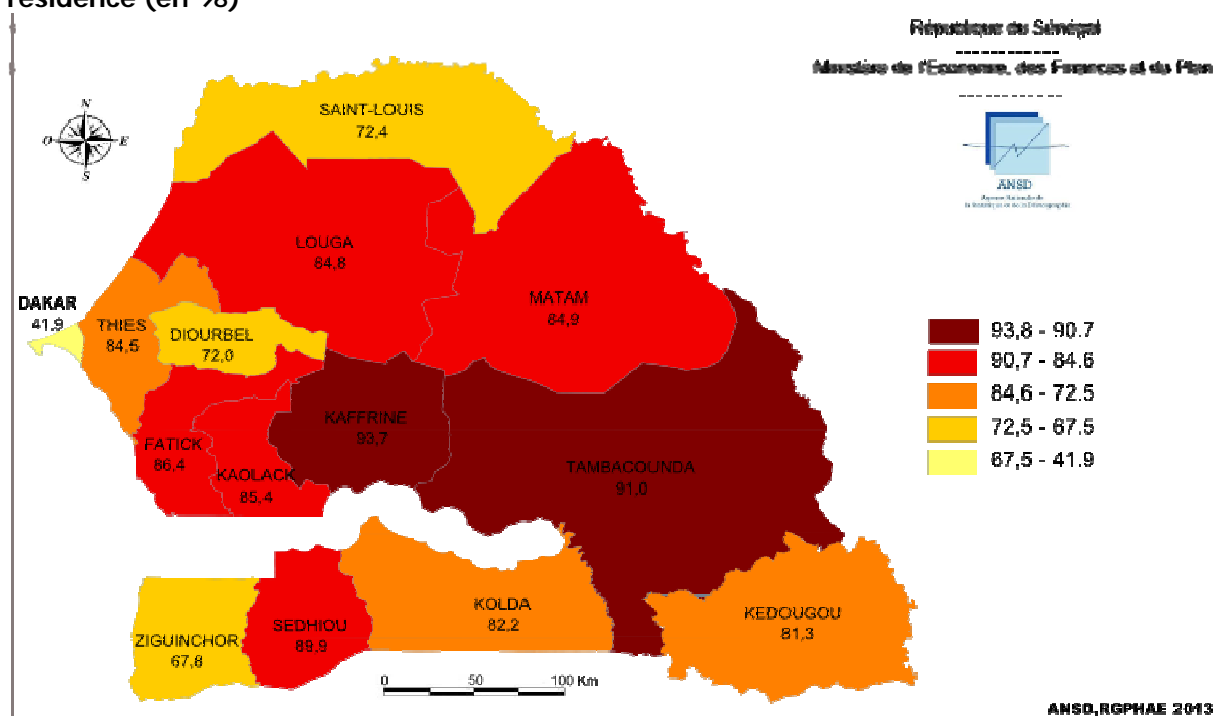 résidence (en %)
République du Sénégal
Ministère de l'Economie, des Finances et du Plan
N
O E
S
ANSD
SAINT-LOUIS
72,4
LOUGA
84,8
MATAM
84,9
DAKAR
41.9
THIES
84,5
DIOURBEL
72,0
KAFFRINE
93,7
FATICK
86,4
KAOLACK
85,4
TAMBACOUNDA
91,0
93,8 - 90.7
90,7 - 84.6
84,6 - 72.5
72,5 - 67.5
67,5 - 41.9
ZIGUINCHOR
67,8
SEDHIOU
89,9
KOLDA
82,2
KEDOUGOU
81,3
0 50 100 Km
ANSD,RGPHAE 2013